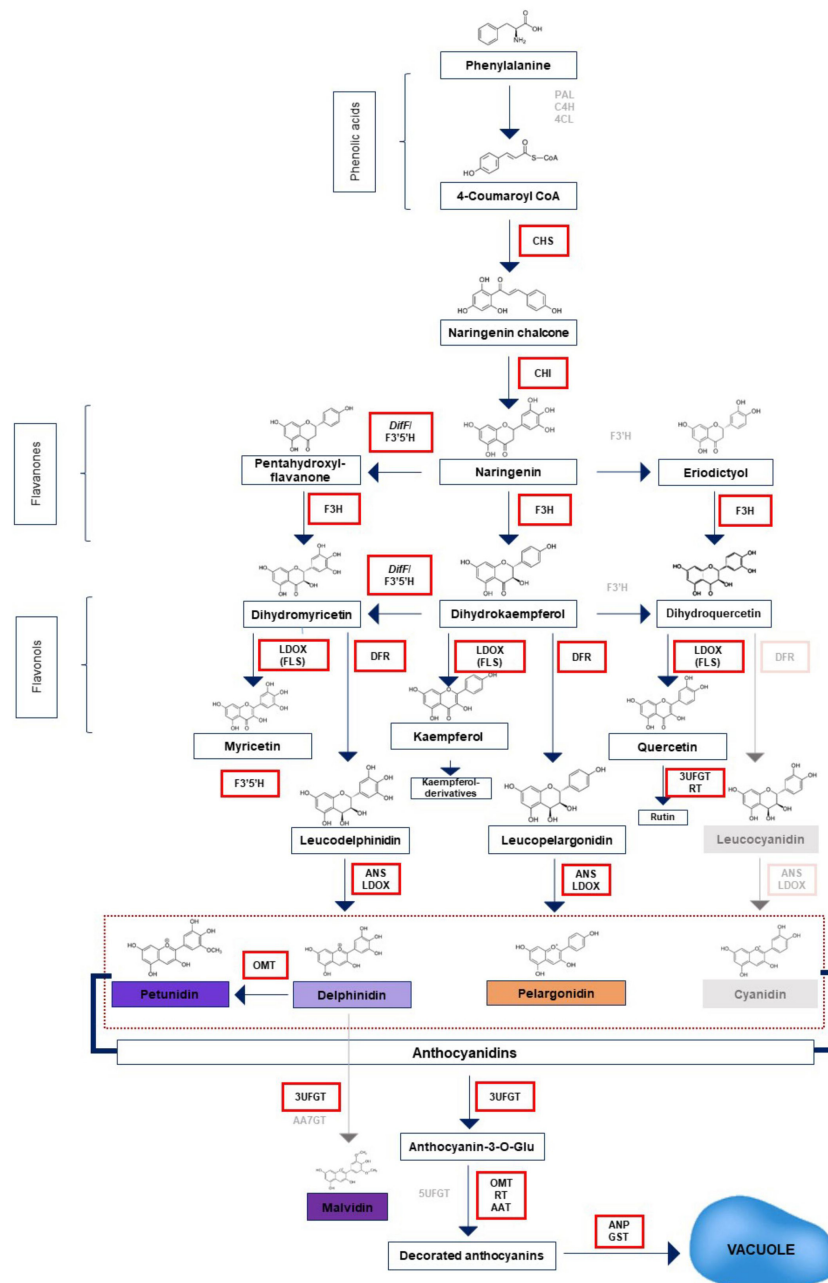 Phenylalanine
PAL
C4H
4CL
Phenolic acids
4-Coumaroyl CoA
CHS
Naringenin chalcone
CHI
Flavanones
DifF/
F3'5'H
F3'H
Pentahydroxyl-
flavanone
Naringenin
Eriodictyol
F3H
F3H
F3H
DifF/
F3'5'H
F3'H
Dihydromyricetin
Dihydrokaempferol
Dihydroquercetin
Flavonols
LDOX
(FLS)
DFR
LDOX
(FLS)
DFR
LDOX
(FLS)
DFR
Myricetin
Kaempferol
Quercetin
F3'5'H
Kaempferol-
derivatives
3UFGT
RT
Rutin
Leucodelphinidin
Leucopelargonidin
Leucocyanidin
ANS
LDOX
ANS
LDOX
ANS
LDOX
OMT
Petunidin
Delphinidin
Pelargonidin
Cyanidin
Anthocyanidins
3UFGT
AA7GT
3UFGT
Anthocyanin-3-O-Glu
Malvidin
5UFGT
OMT
RT
AAT
ANP
GST
Decorated anthocyanins
VACUOLE